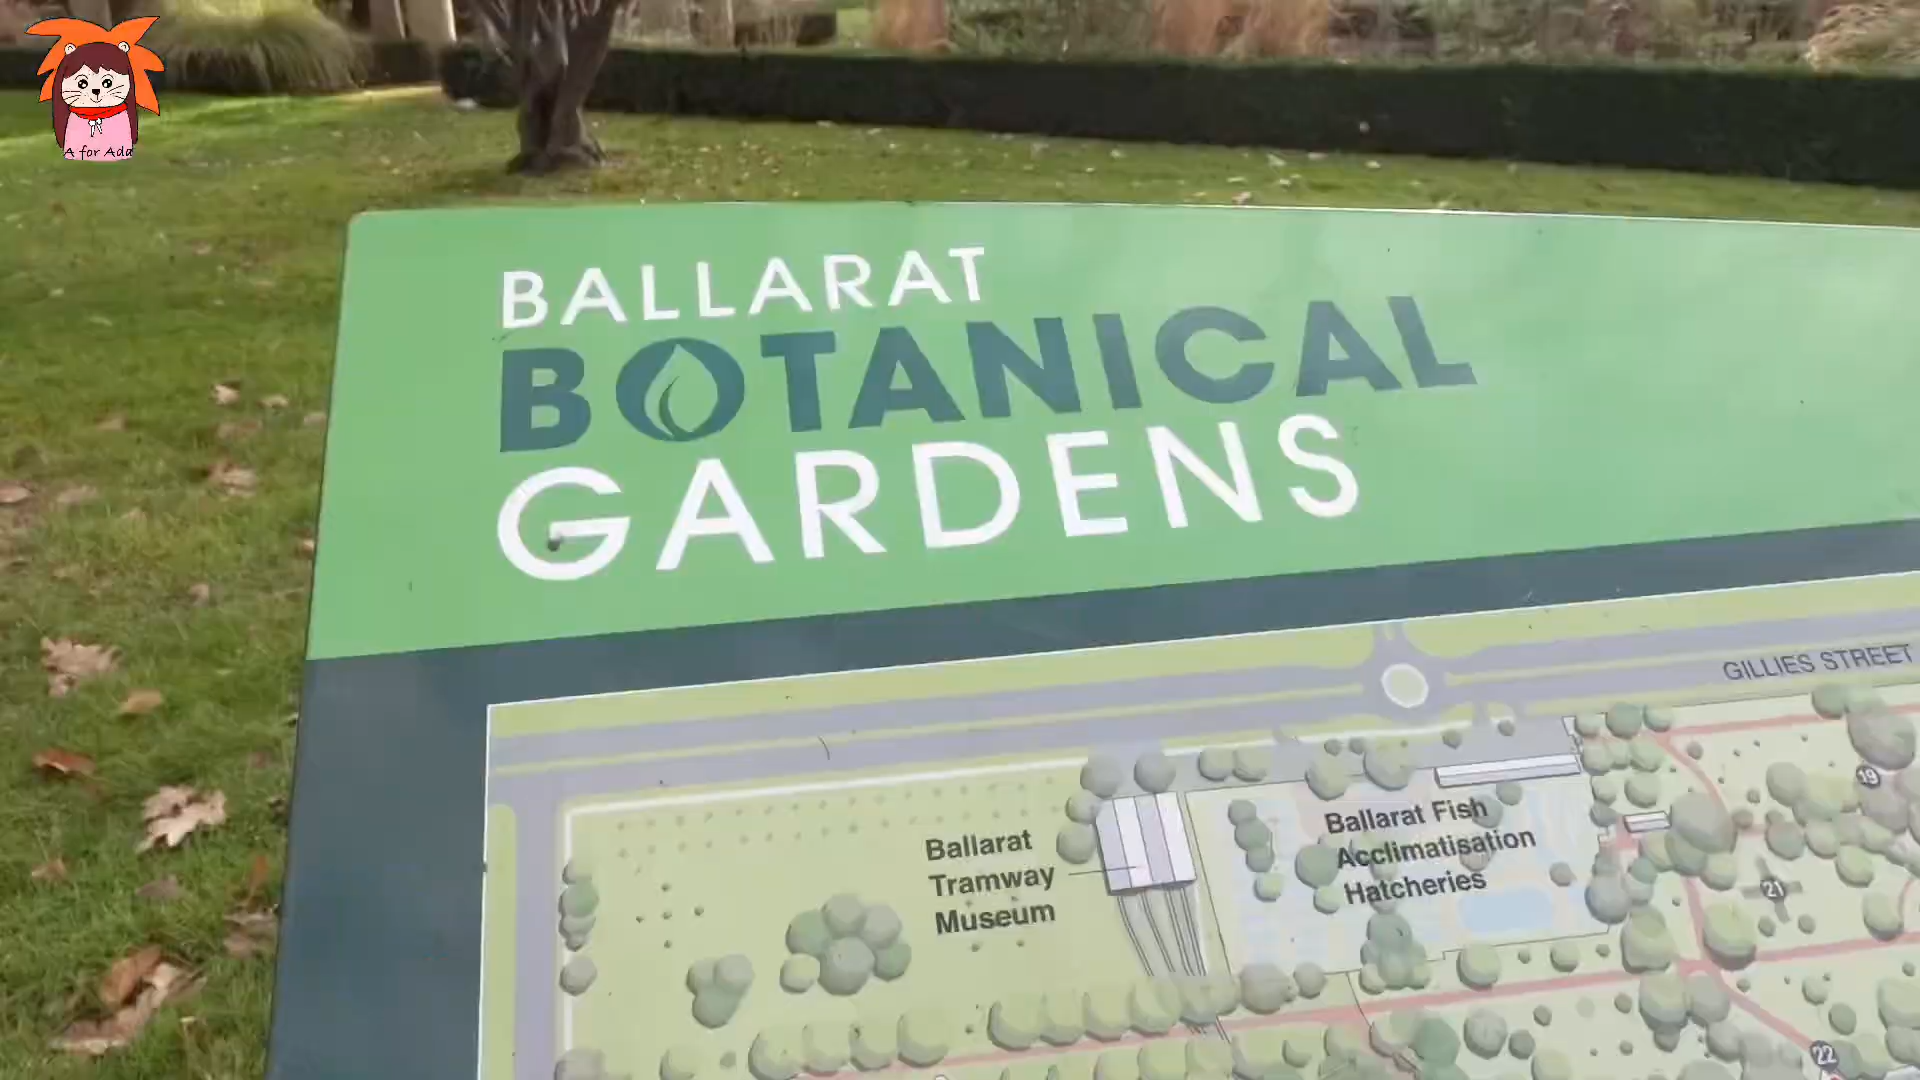 A for Ada
BALLARAT
BOTANICAL
GARDENS
GILLIES STREET
Ballarat
Tramway
Museum
Ballarat Fish
Acclimatisation
Hatcheries
19
21
22